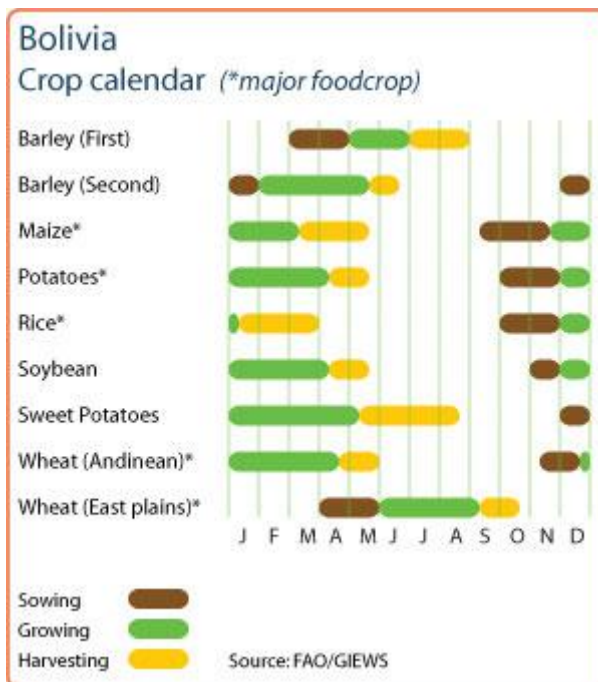 Bolivia
Crop calendar (*major foodcrop)
Barley (First)
Barley (Second)
Maize*
Potatoes*
Rice*
Soybean
Sweet Potatoes
Wheat (Andinean)*
Wheat (East plains)*
J F M A M J J A S O N D
Sowing
Growing
Harvesting
Source: FAO/GIEWS